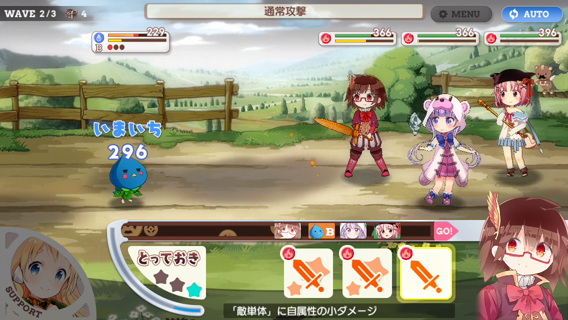 WAVE 2/3
4
通常攻撃
MENU
AUTO
229
B
366
366
396
いまいち
296
B
GO!
とっておき
SUPPORT
「敵単体」に自属性の小ダメージ